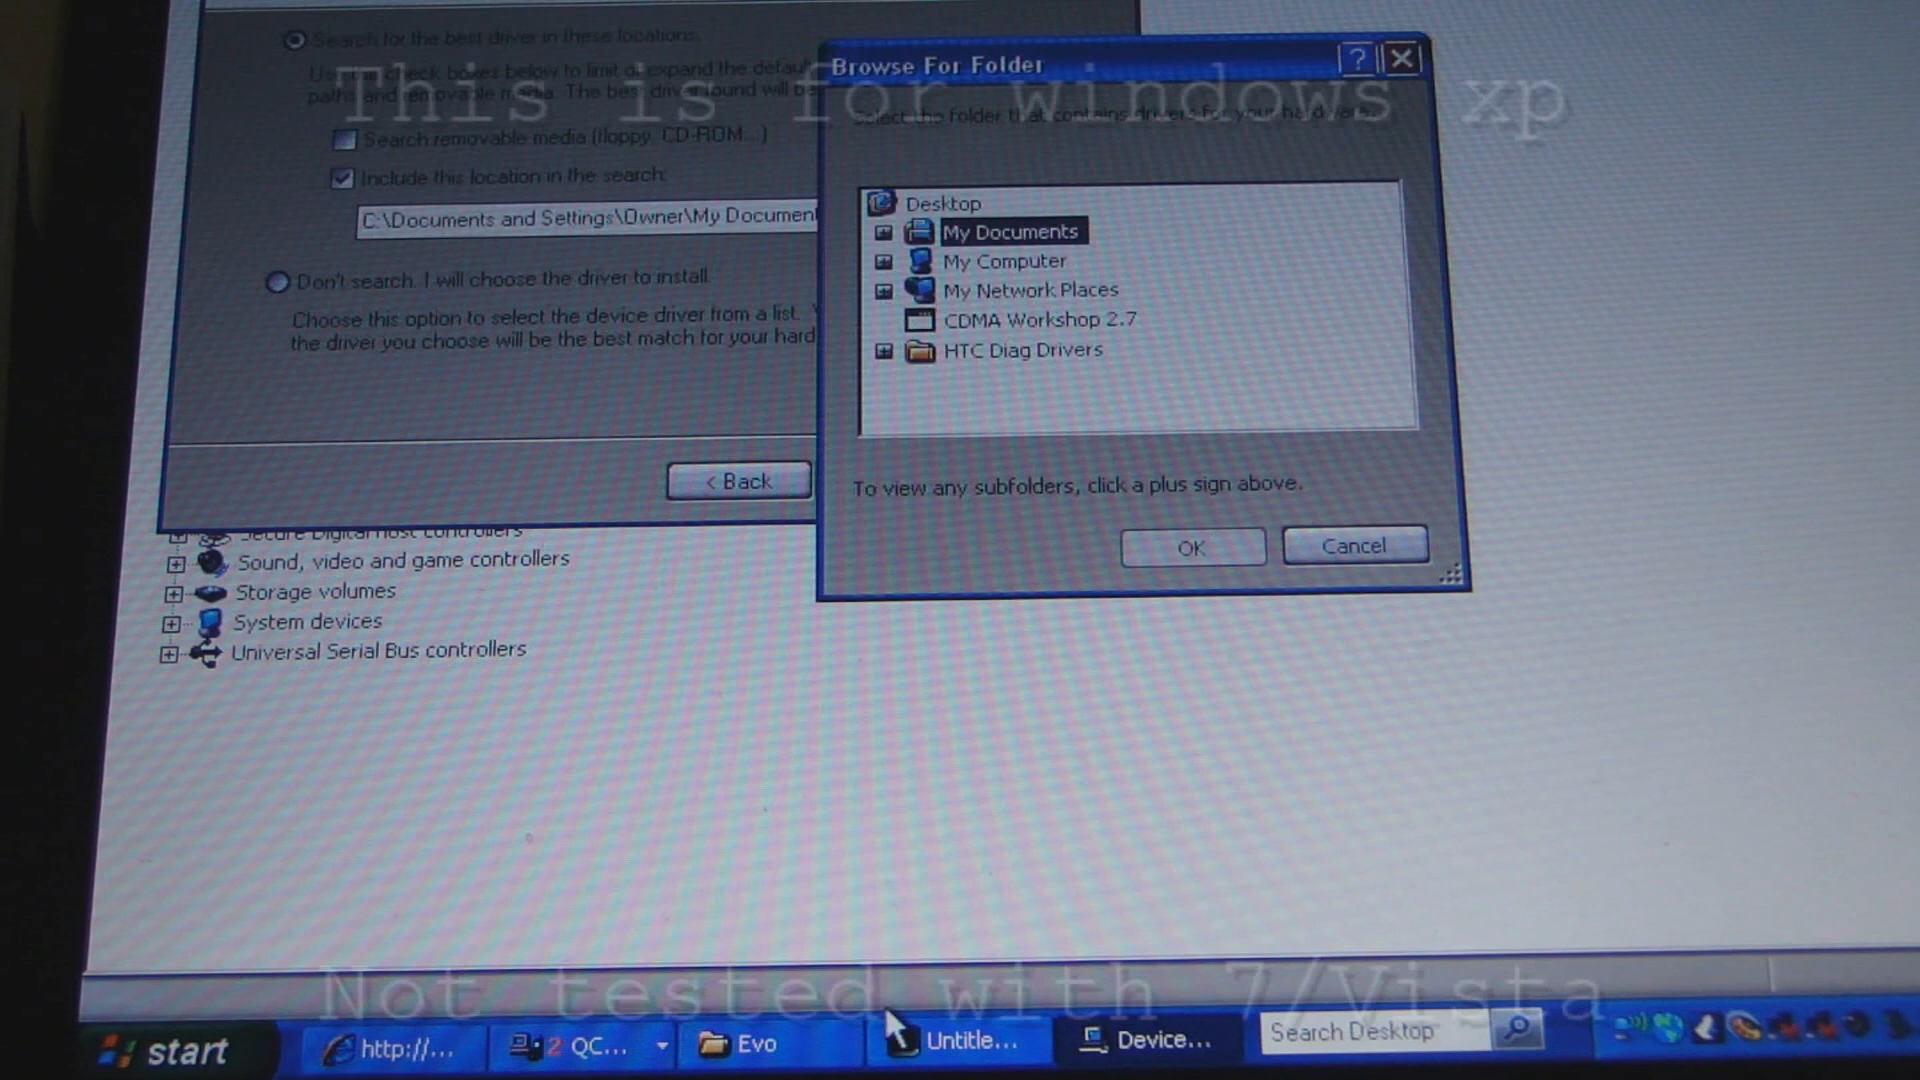 Search for the best driver in these locations.
Use the check boxes below to limit or expand the default
paths and removable media. The best driver found will be
Search removable media (floppy, CD-ROM...)
Include this location in the search:
C:\Documents and Settings\Owner\My Documen
Don't search. I will choose the driver to install.
Choose this option to select the device driver from a list.
the driver you choose will be the best match for your hard
< Back
Browse For Folder
This is for windows xp
Select the folder that contains drivers for your hardware.
Desktop
My Documents
My Computer
My Network Places
CDMA Workshop 2.7
HTC Diag Drivers
To view any subfolders, click a plus sign above.
OK
Cancel
Secure Digital host controllers
Sound, video and game controllers
Storage volumes
System devices
Universal Serial Bus controllers
Not tested with 7/Vista
start
http://...
2 QC...
Evo
Untitle...
Device...
Search Desktop